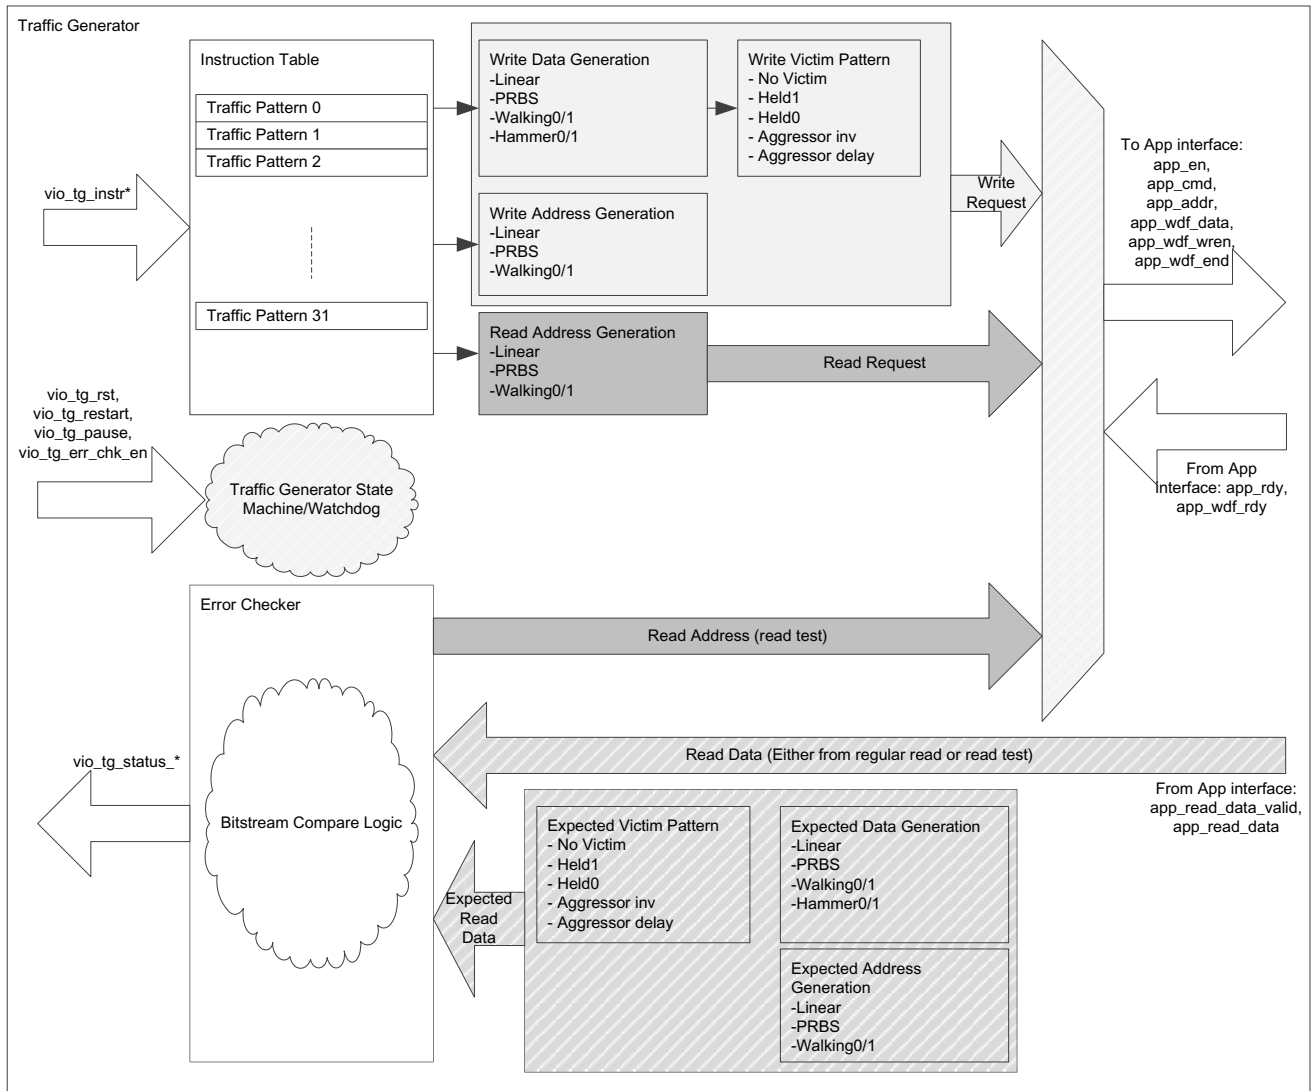 Traffic Generator
Instruction Table
Traffic Pattern 0
Traffic Pattern 1
Traffic Pattern 2
Traffic Pattern 31
vio_tg_instr*
Write Data Generation
-Linear
-PRBS
-Walking0/1
-Hammer0/1
Write Victim Pattern
- No Victim
- Held1
- Held0
- Aggressor inv
- Aggressor delay
Write Address Generation
-Linear
-PRBS
-Walking0/1
Write
Request
Read Address Generation
-Linear
-PRBS
-Walking0/1
Read Request
To App interface:
app_en,
app_cmd,
app_addr,
app_wdf_data,
app_wdf_wren,
app_wdf_end
vio_tg_rst,
vio_tg_restart,
vio_tg_pause,
vio_tg_err_chk_en
Traffic Generator State
Machine/Watchdog
From App
interface: app_rdy,
app_wdf_rdy
Error Checker
Read Address (read test)
Read Data (Either from regular read or read test)
From App interface:
app_read_data_valid,
app_read_data
vio_tg_status_*
Bitstream Compare Logic
Expected
Read
Data
Expected Victim Pattern
- No Victim
- Held1
- Held0
- Aggressor inv
- Aggressor delay
Expected Data Generation
-Linear
-PRBS
-Walking0/1
-Hammer0/1
Expected Address
Generation
-Linear
-PRBS
-Walking0/1